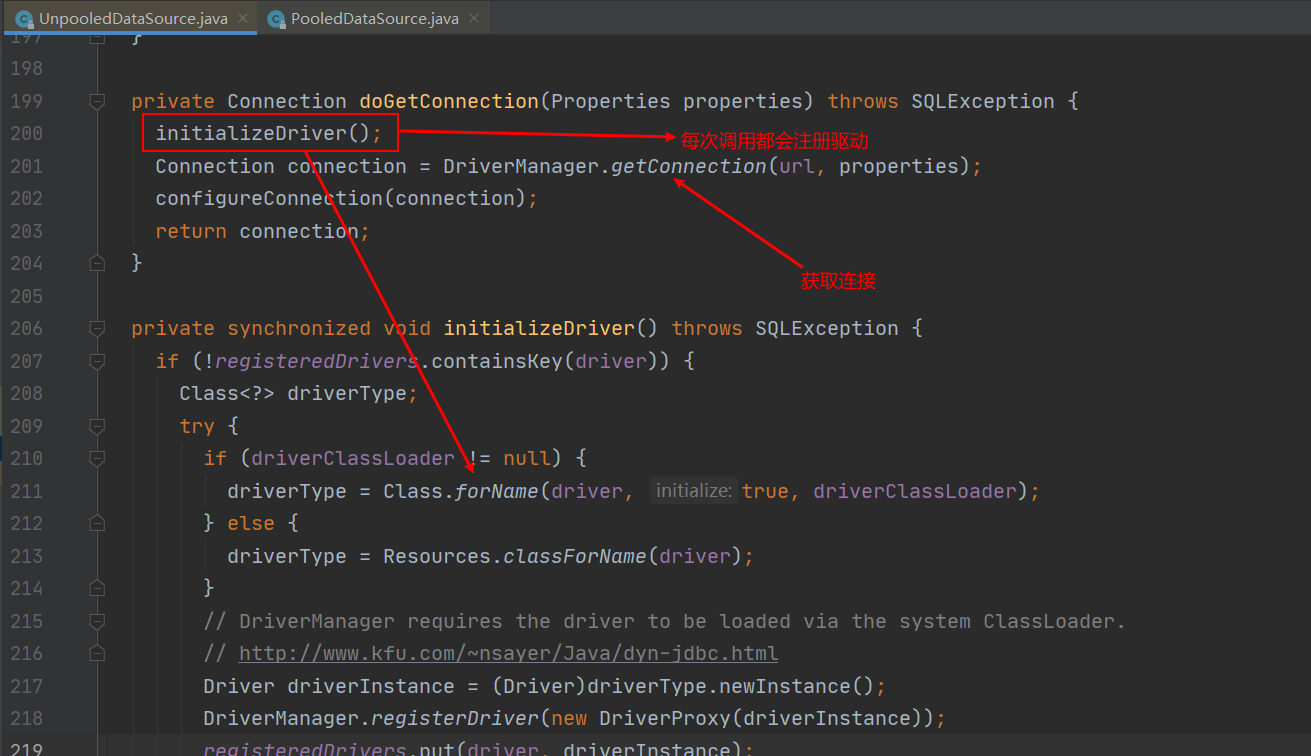 UnpooledDataSource.java × PooledDataSource.java ×
197 }
198
199 private Connection doGetConnection(Properties properties) throws SQLException {
200 initializeDriver(); 每次调用都会注册驱动
201 Connection connection = DriverManager.getConnection(url, properties);
202 configureConnection(connection);
203 return connection;
204 }
获取连接
205
206 private synchronized void initializeDriver() throws SQLException {
207 if (!registeredDrivers.containsKey(driver)) {
208 Class<?> driverType;
209 try {
210 if (driverClassLoader != null) {
211 driverType = Class.forName(driver, initialize: true, driverClassLoader);
212 } else {
213 driverType = Resources.classForName(driver);
214 }
215 // DriverManager requires the driver to be loaded via the system ClassLoader.
216 // http://www.kfu.com/~nsayer/Java/dyn-jdbc.html
217 Driver driverInstance = (Driver)driverType.newInstance();
218 DriverManager.registerDriver(new DriverProxy(driverInstance));
219 registeredDrivers.put(driver, driverInstance);